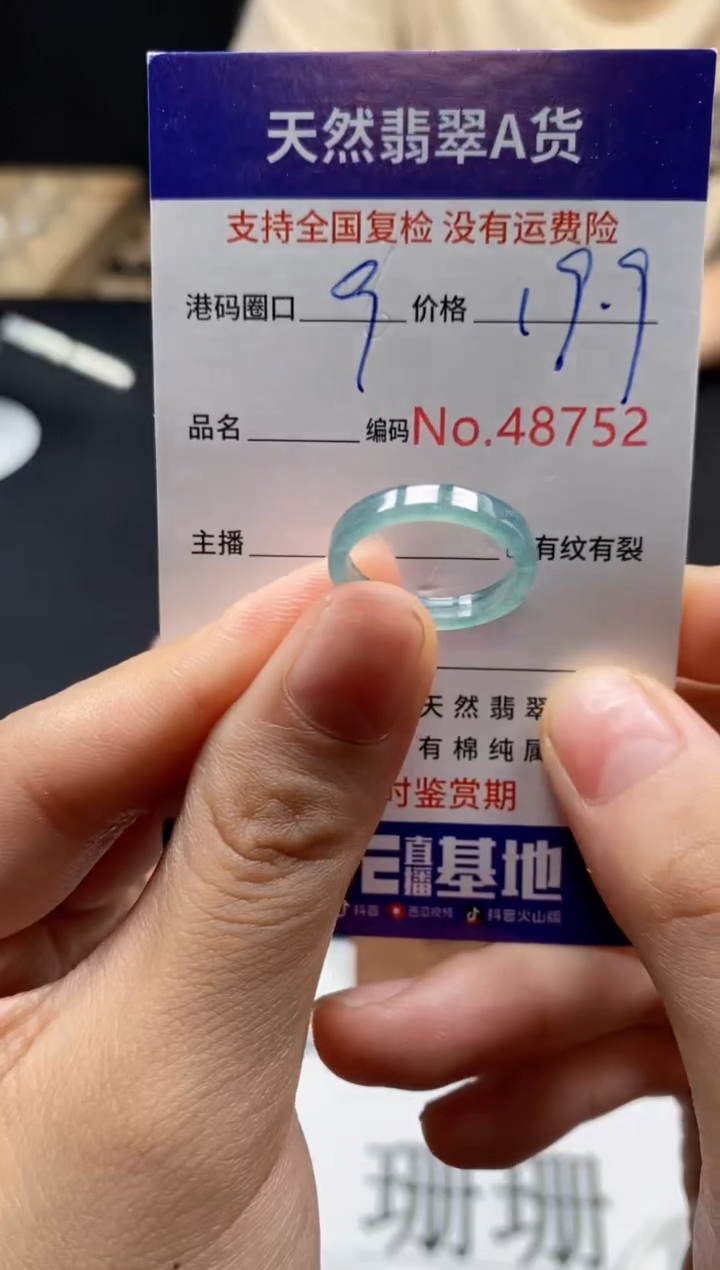 天然翡翠A货
支持全国复检 没有运费险
港码圈口 9 价格 19.9
品名 编码No.48752
主播 有纹有裂
天然翡翠
有棉纯属
时鉴赏期
直播基地
抖音 西瓜视频 抖音火山版
珊珊